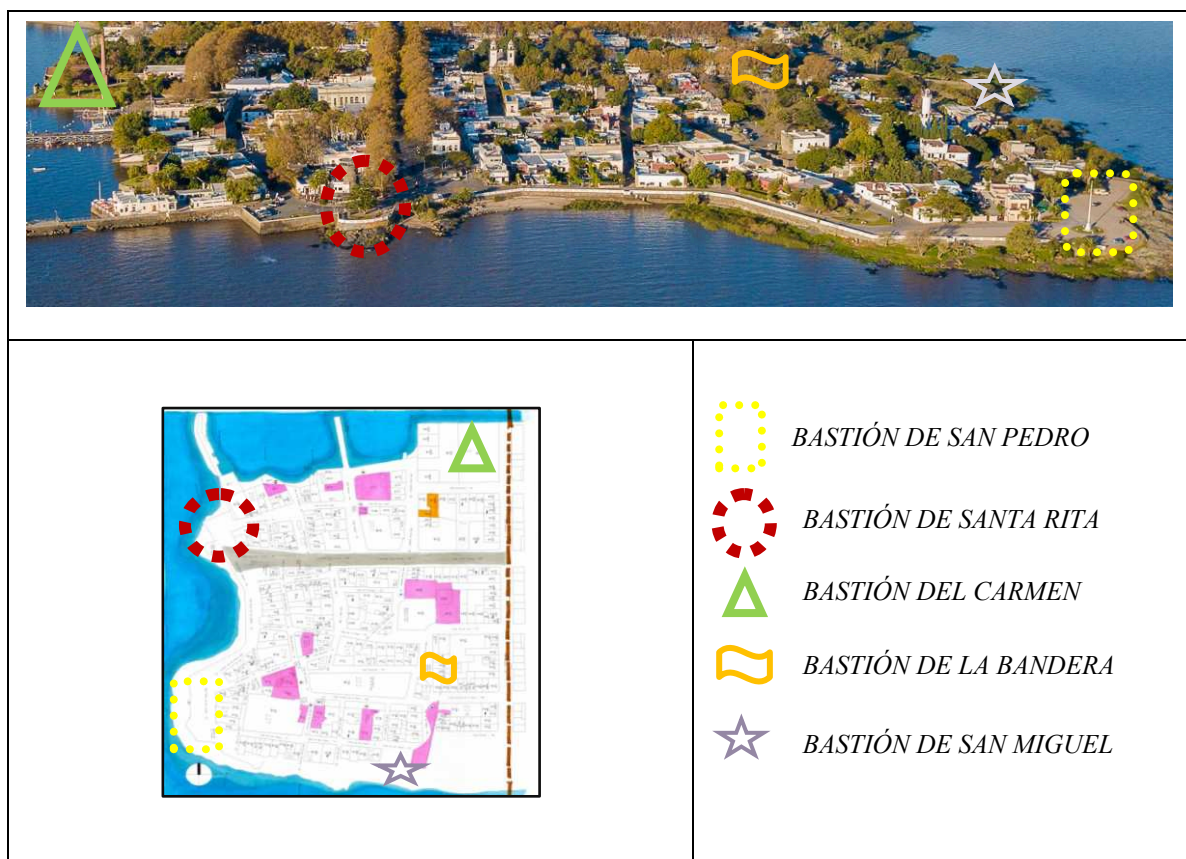 BASTIÓN DE SAN PEDRO
BASTIÓN DE SANTA RITA
BASTIÓN DEL CARMEN
BASTIÓN DE LA BANDERA
BASTIÓN DE SAN MIGUEL